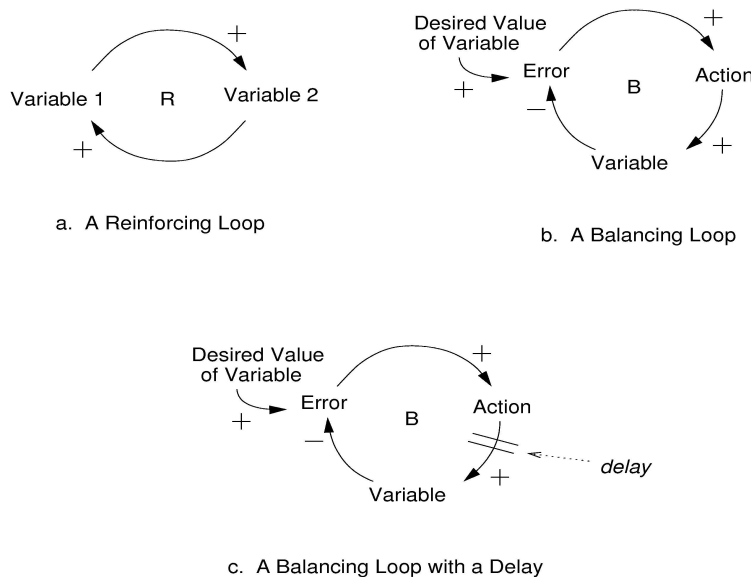 +
Variable 1
R
Variable 2
+
a. A Reinforcing Loop
Desired Value
of Variable
+
+
Error
B
Action
−
+
Variable
b. A Balancing Loop
Desired Value
of Variable
+
+
Error
B
Action
−
+
delay
Variable
c. A Balancing Loop with a Delay